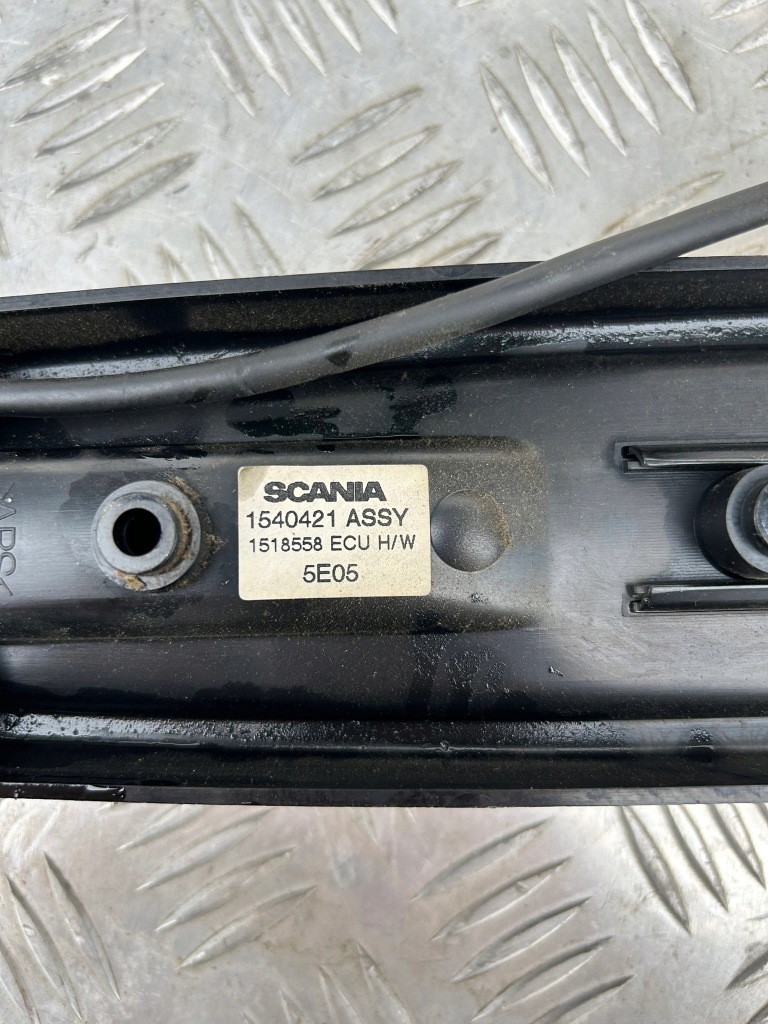 SCANIA
1540421 ASSY
1518558 ECU H/W
5E05